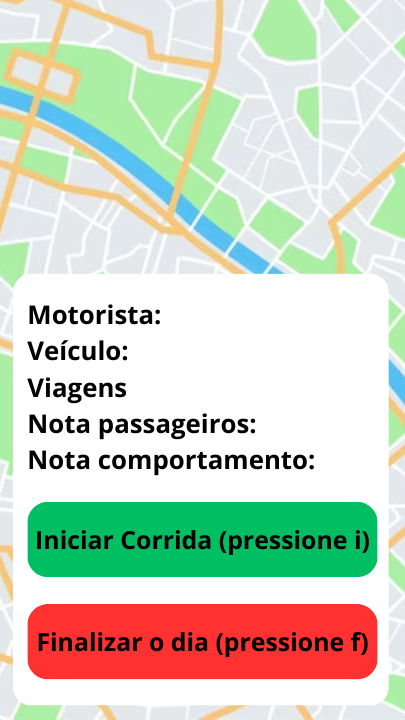 Motorista:
Veículo:
Viagens
Nota passageiros:
Nota comportamento:
Iniciar Corrida (pressione i)
Finalizar o dia (pressione f)